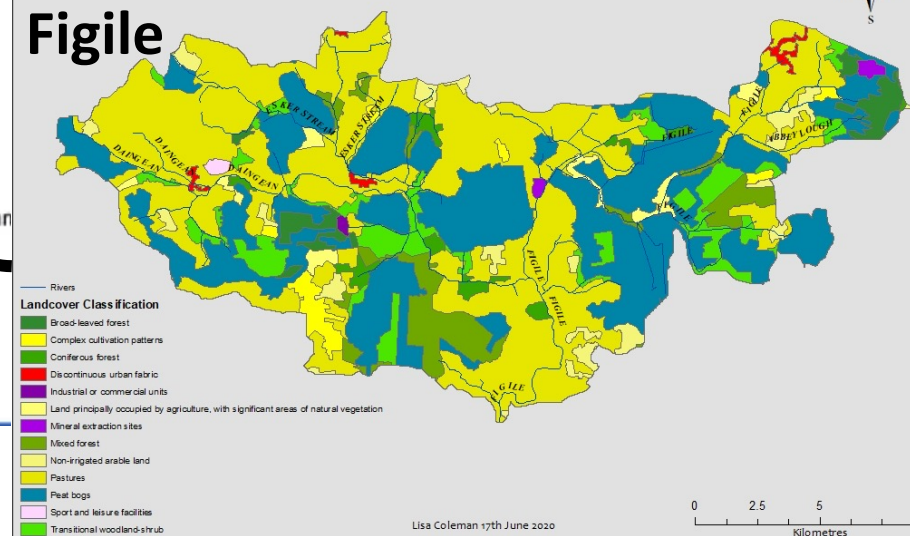 Figile
S
ESKER STREAM
ESKER STREAM
FIGILE
FIGILE
ABBEYLOUGH
DAINGEAN
DAINGEAN
DAINGEAN
FIGILE
FIGILE
FIGILE
FIGILE
Rivers
Landcover Classification
Broad-leaved forest
Complex cultivation patterns
Coniferous forest
Discontinuous urban fabric
Industrial or commercial units
Land principally occupied by agriculture, with significant areas of natural vegetation
Mineral extraction sites
Mixed forest
Non-irrigated arable land
Pastures
Peat bogs
Sport and leisure facilities
Transitional woodland-shrub
Lisa Coleman 17th June 2020
0 2.5 5
Kilometres